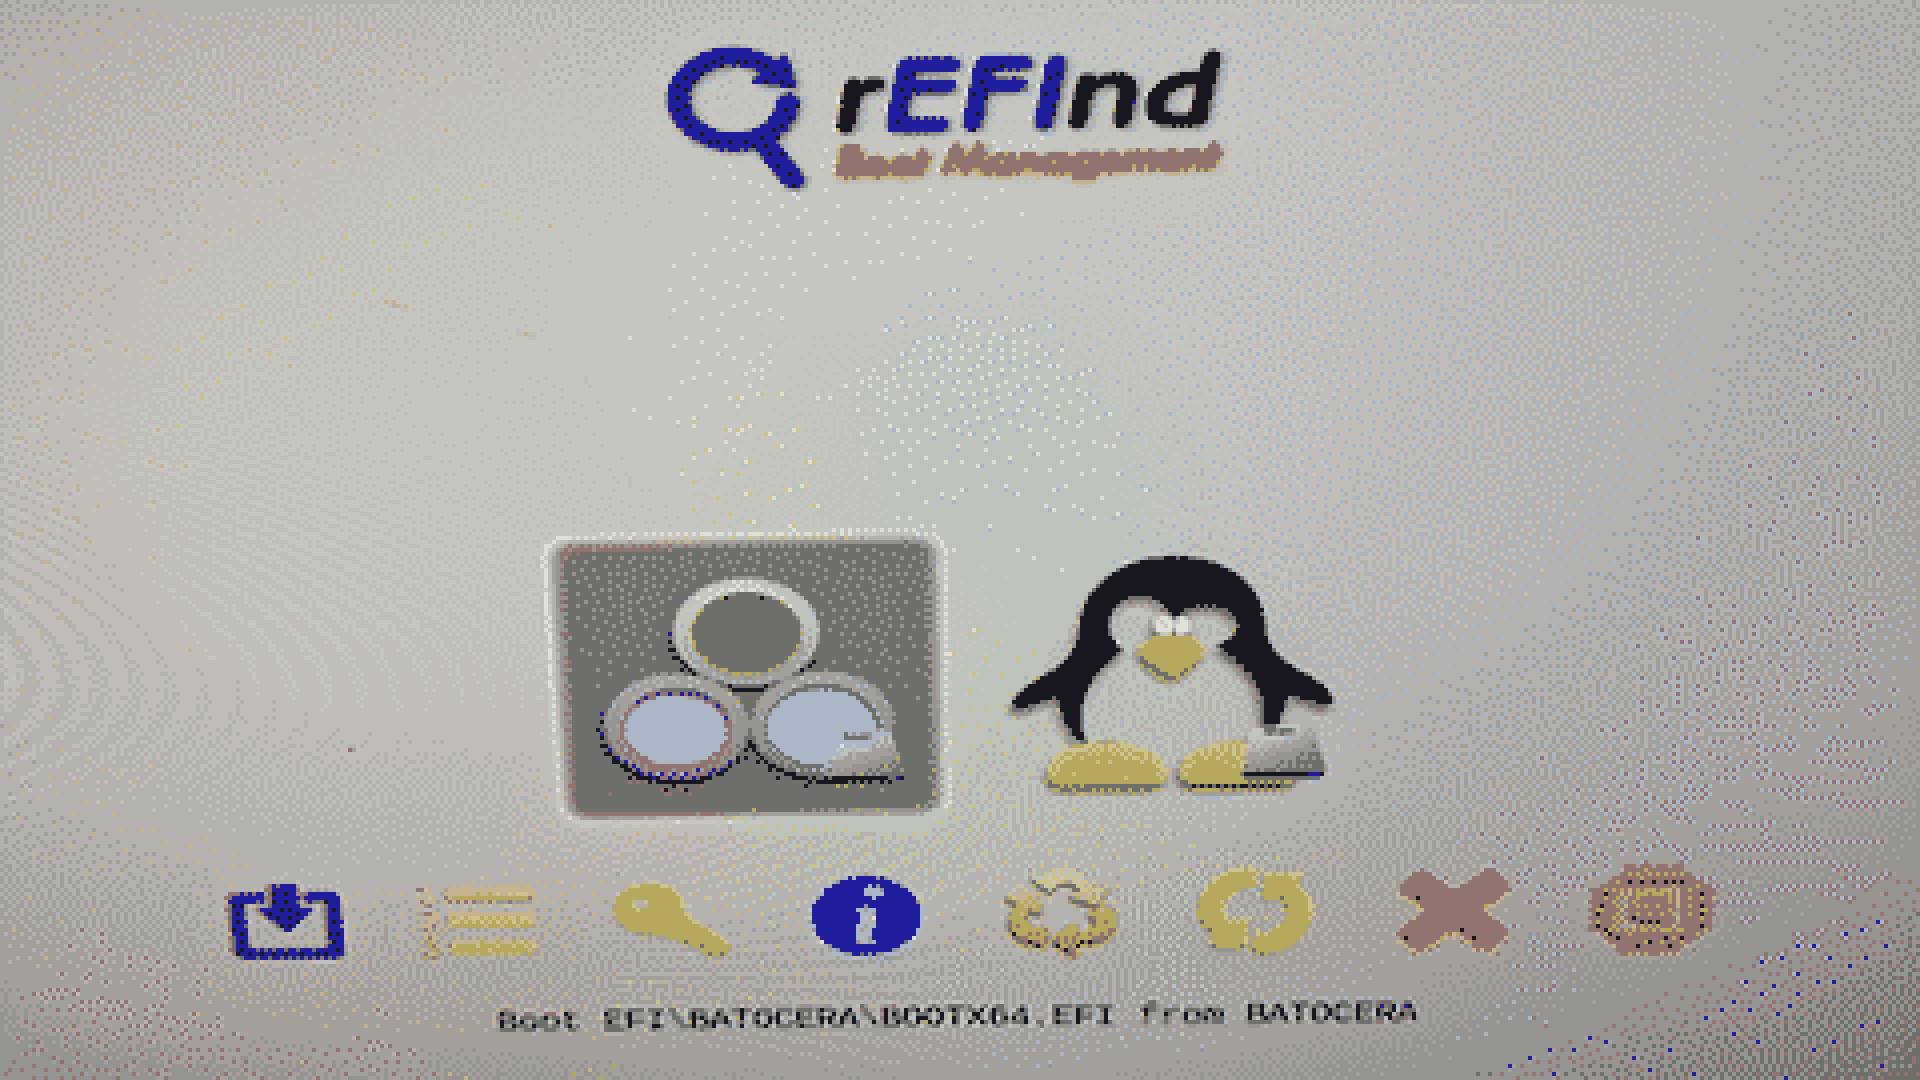 rEFInd
Boot Management
Boot EFI\BATOCERA\BOOTX64.EFI from BATOCERA